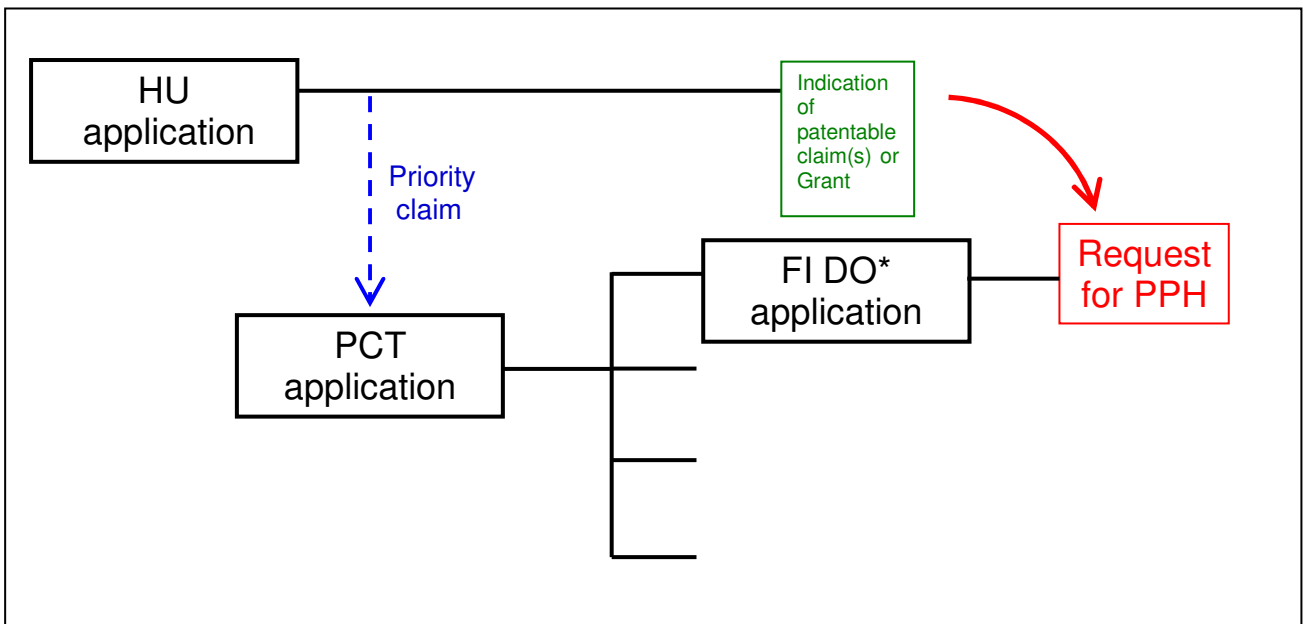 HU
application
Indication
of
patentable
claim(s) or
Grant
Priority
claim
FI DO*
application
Request
for PPH
PCT
application